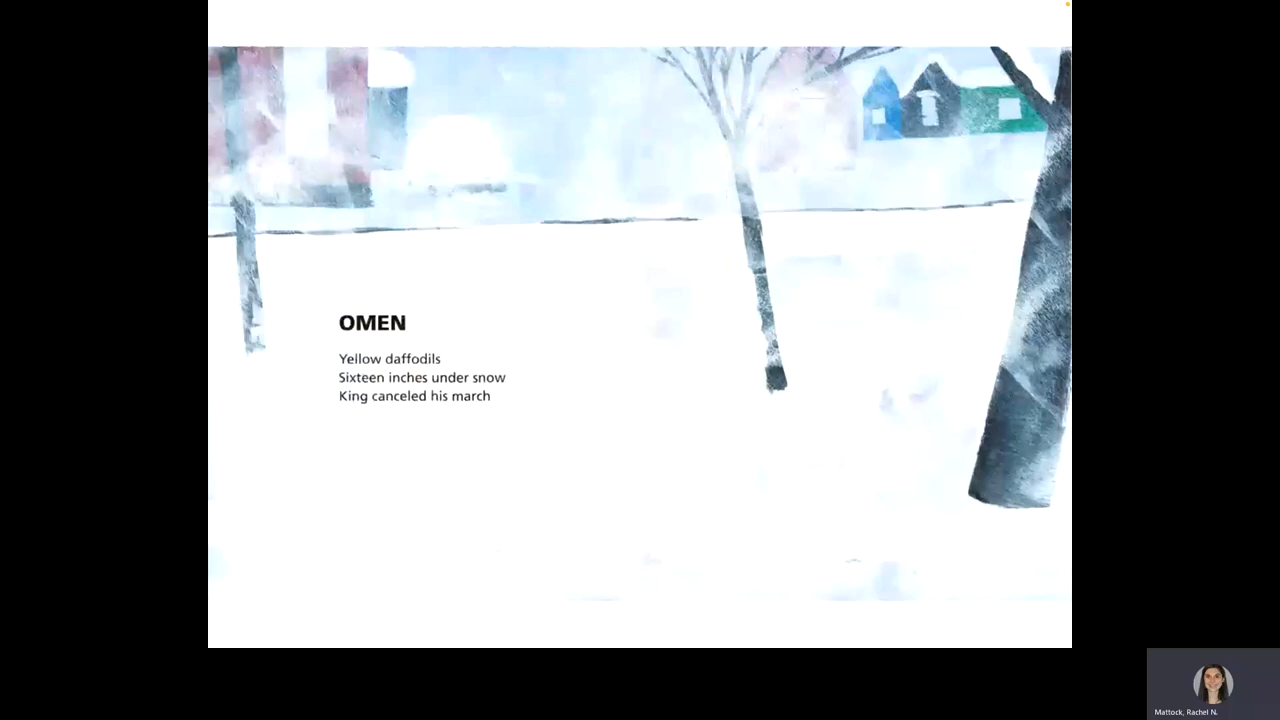 OMEN
Yellow daffodils
Sixteen inches under snow
King canceled his march
Mattock, Rachel N.